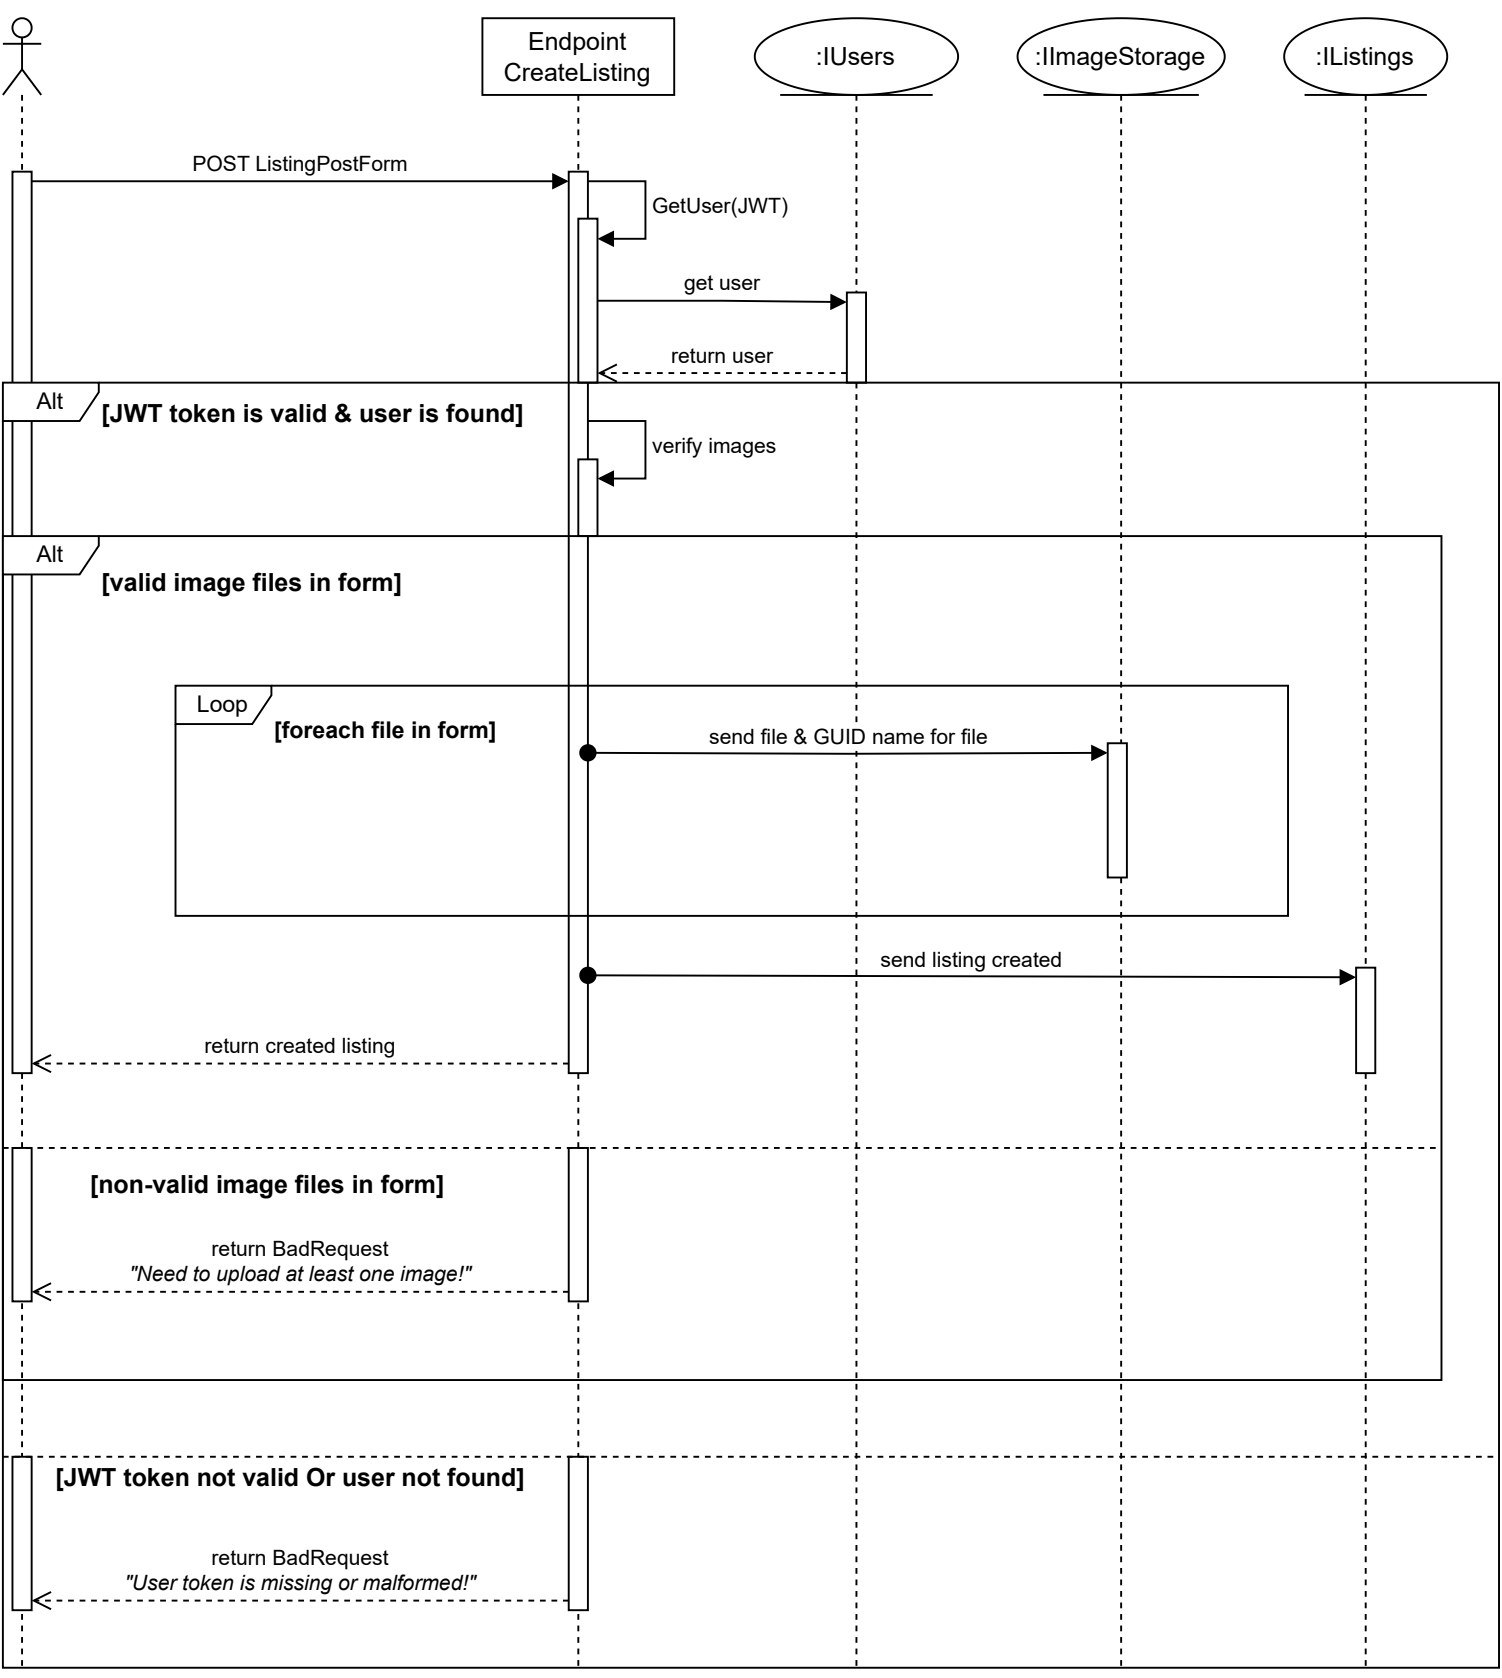 Endpoint
CreateListing
:IUsers
:IImageStorage
:IListings
POST ListingPostForm
GetUser(JWT)
get user
return user
Alt
[JWT token is valid & user is found]
verify images
Alt
[valid image files in form]
Loop
[foreach file in form]
send file & GUID name for file
send listing created
return created listing
[non-valid image files in form]
return BadRequest
"Need to upload at least one image!"
[JWT token not valid Or user not found]
return BadRequest
"User token is missing or malformed!"